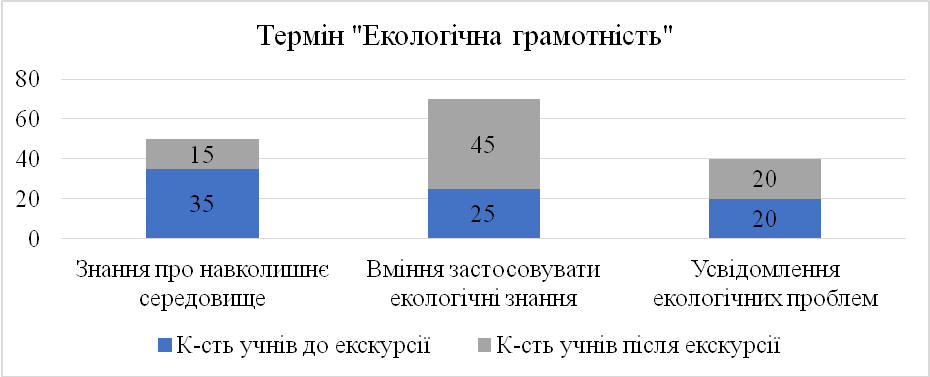 Термін "Екологічна грамотність"
80
60
40
20
0
15
35
45
25
20
20
Знання про навколишнє
середовище
Вміння застосовувати
екологічні знання
Усвідомлення
екологічних проблем
К-сть учнів до екскурсії
К-сть учнів після екскурсії